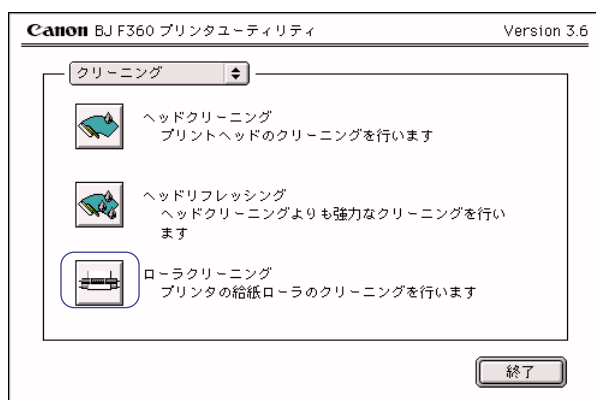 Canon BJ F360 プリンタユーティリティ Version 3.6
クリーニング
ヘッドクリーニング
プリントヘッドのクリーニングを行います
ヘッドリフレッシング
ヘッドクリーニングよりも強力なクリーニングを行い
ます
ローラクリーニング
プリンタの給紙ローラのクリーニングを行います
終了